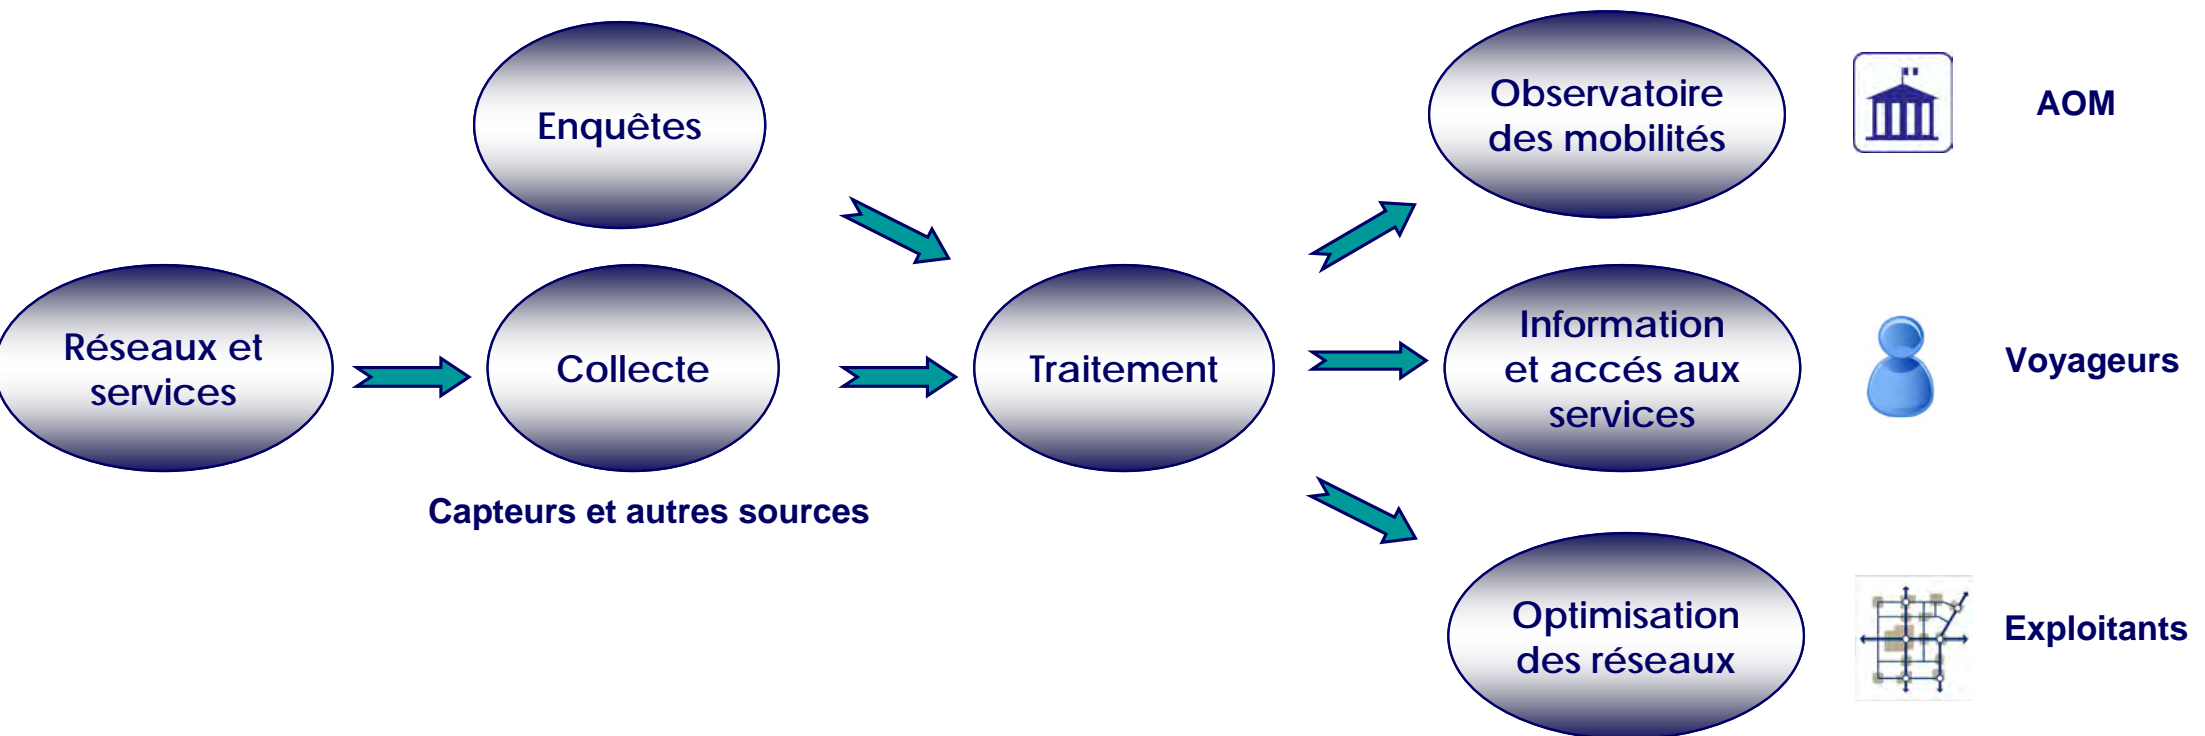 Enquêtes
Réseaux et
services
Collecte
Capteurs et autres sources
Traitement
Observatoire
des mobilités
AOM
Information
et accés aux
services
Voyageurs
Optimisation
des réseaux
Exploitants